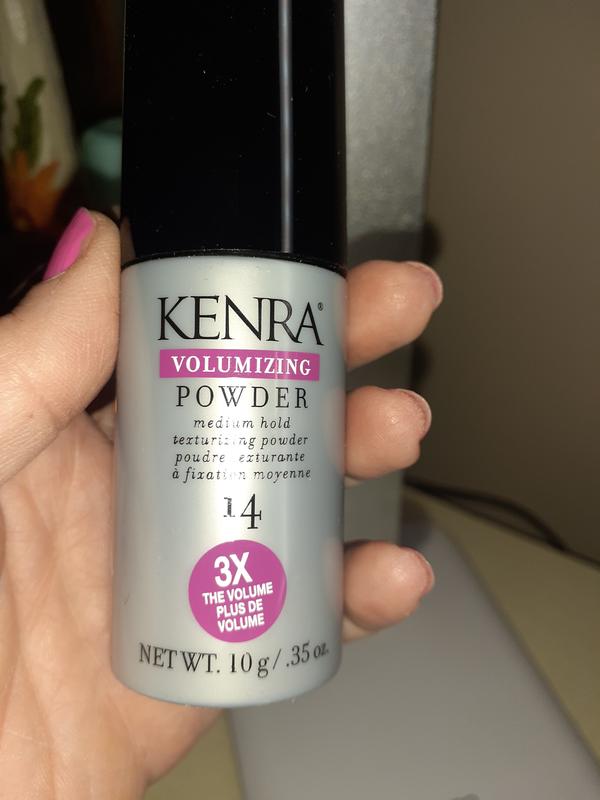 KENRA®
VOLUMIZING
POWDER
medium hold
texturizing powder
poudre texturante
à fixation moyenne
14
3X
THE VOLUME
PLUS DE
VOLUME
NET WT. 10 g / .35 oz.